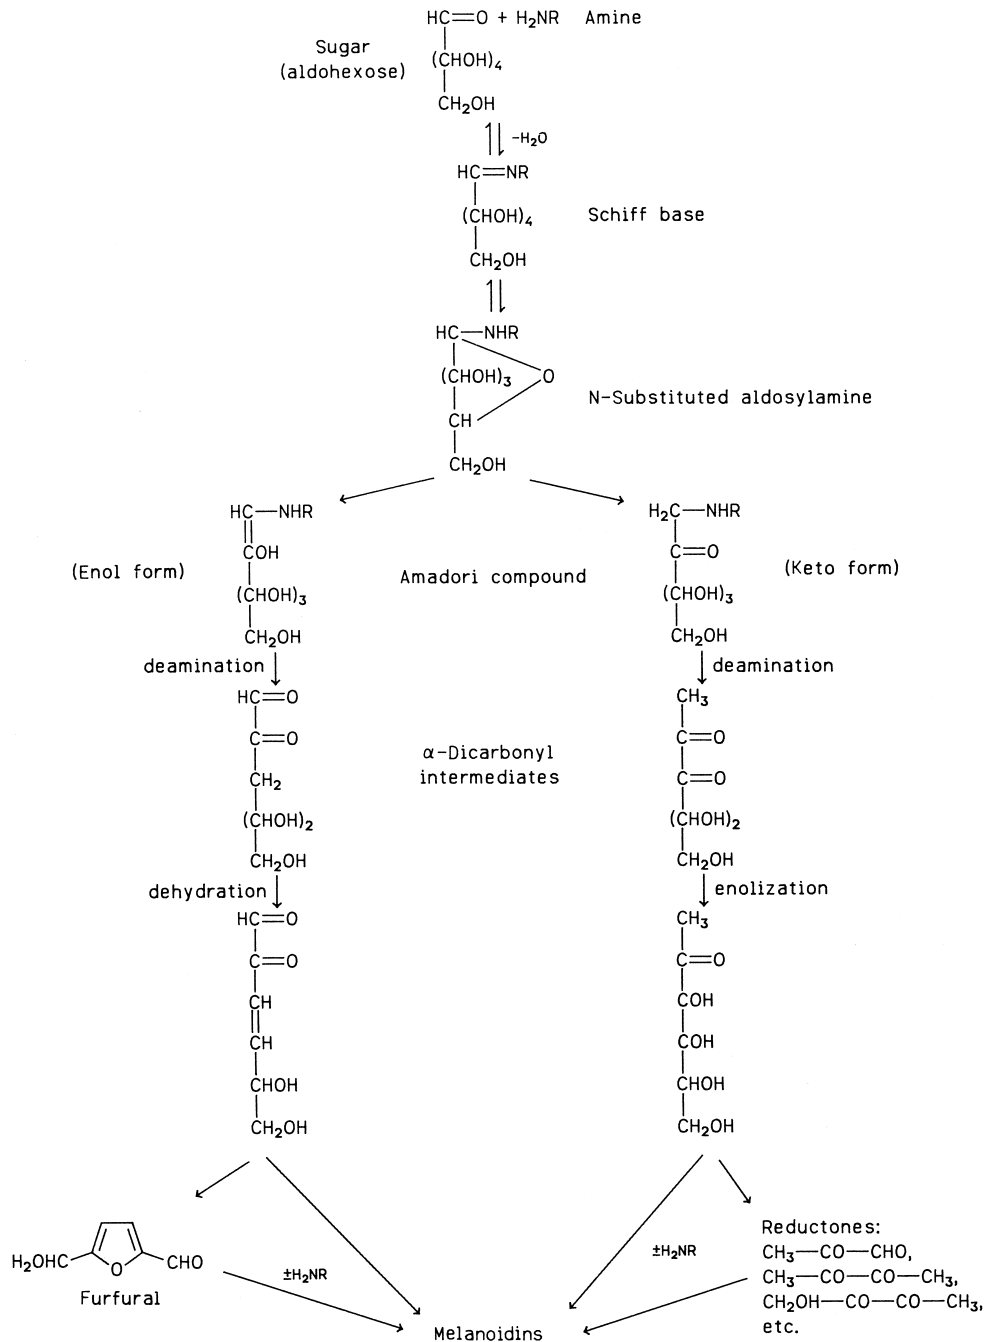 HC=O + H₂NR Amine
Sugar
(aldohexose)
(CHOH)₄
CH₂OH
-H₂O
HC=NR
(CHOH)₄
Schiff base
CH₂OH
HC—NHR
(CHOH)₃
O
N-Substituted aldosylamine
CH
CH₂OH
HC—NHR
COH
(Enol form)
(CHOH)₃
CH₂OH
Amadori compound
H₂C—NHR
C=O
(Keto form)
(CHOH)₃
CH₂OH
deamination
deamination
HC=O
C=O
CH₂
(CHOH)₂
CH₂OH
α-Dicarbonyl
intermediates
CH₃
C=O
C=O
(CHOH)₂
CH₂OH
dehydration
enolization
HC=O
C=O
CH
CH
CHOH
CH₂OH
CH₃
C=O
COH
COH
CHOH
CH₂OH
H₂OHC
O
CHO
Furfural
±H₂NR
±H₂NR
Reductones:
CH₃—CO—CHO,
CH₃—CO—CO—CH₃,
CH₂OH—CO—CO—CH₃,
etc.
Melanoidins